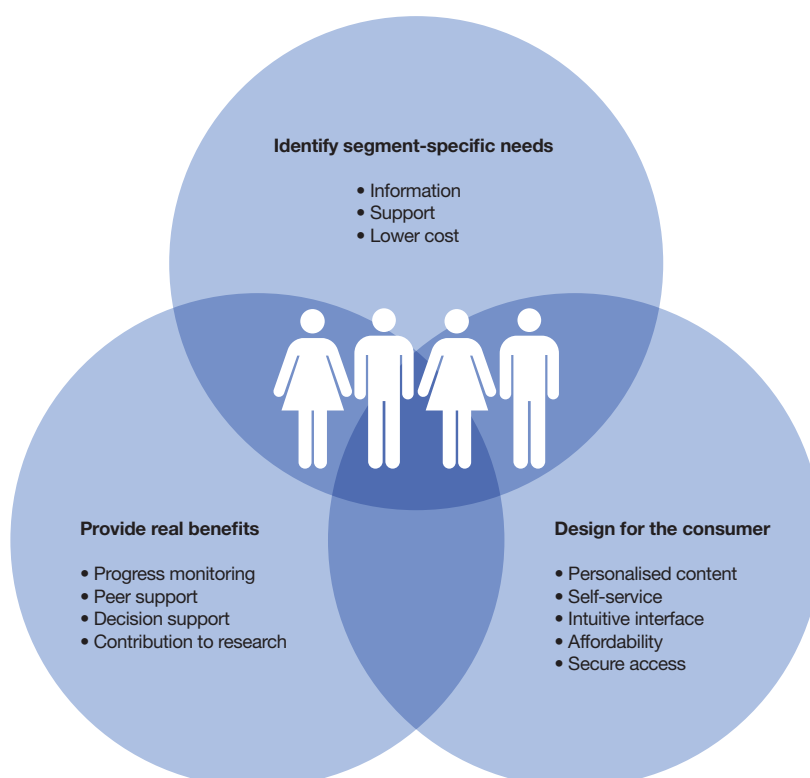 Identify segment-specific needs
• Information
• Support
• Lower cost
Provide real benefits
• Progress monitoring
• Peer support
• Decision support
• Contribution to research
Design for the consumer
• Personalised content
• Self-service
• Intuitive interface
• Affordability
• Secure access